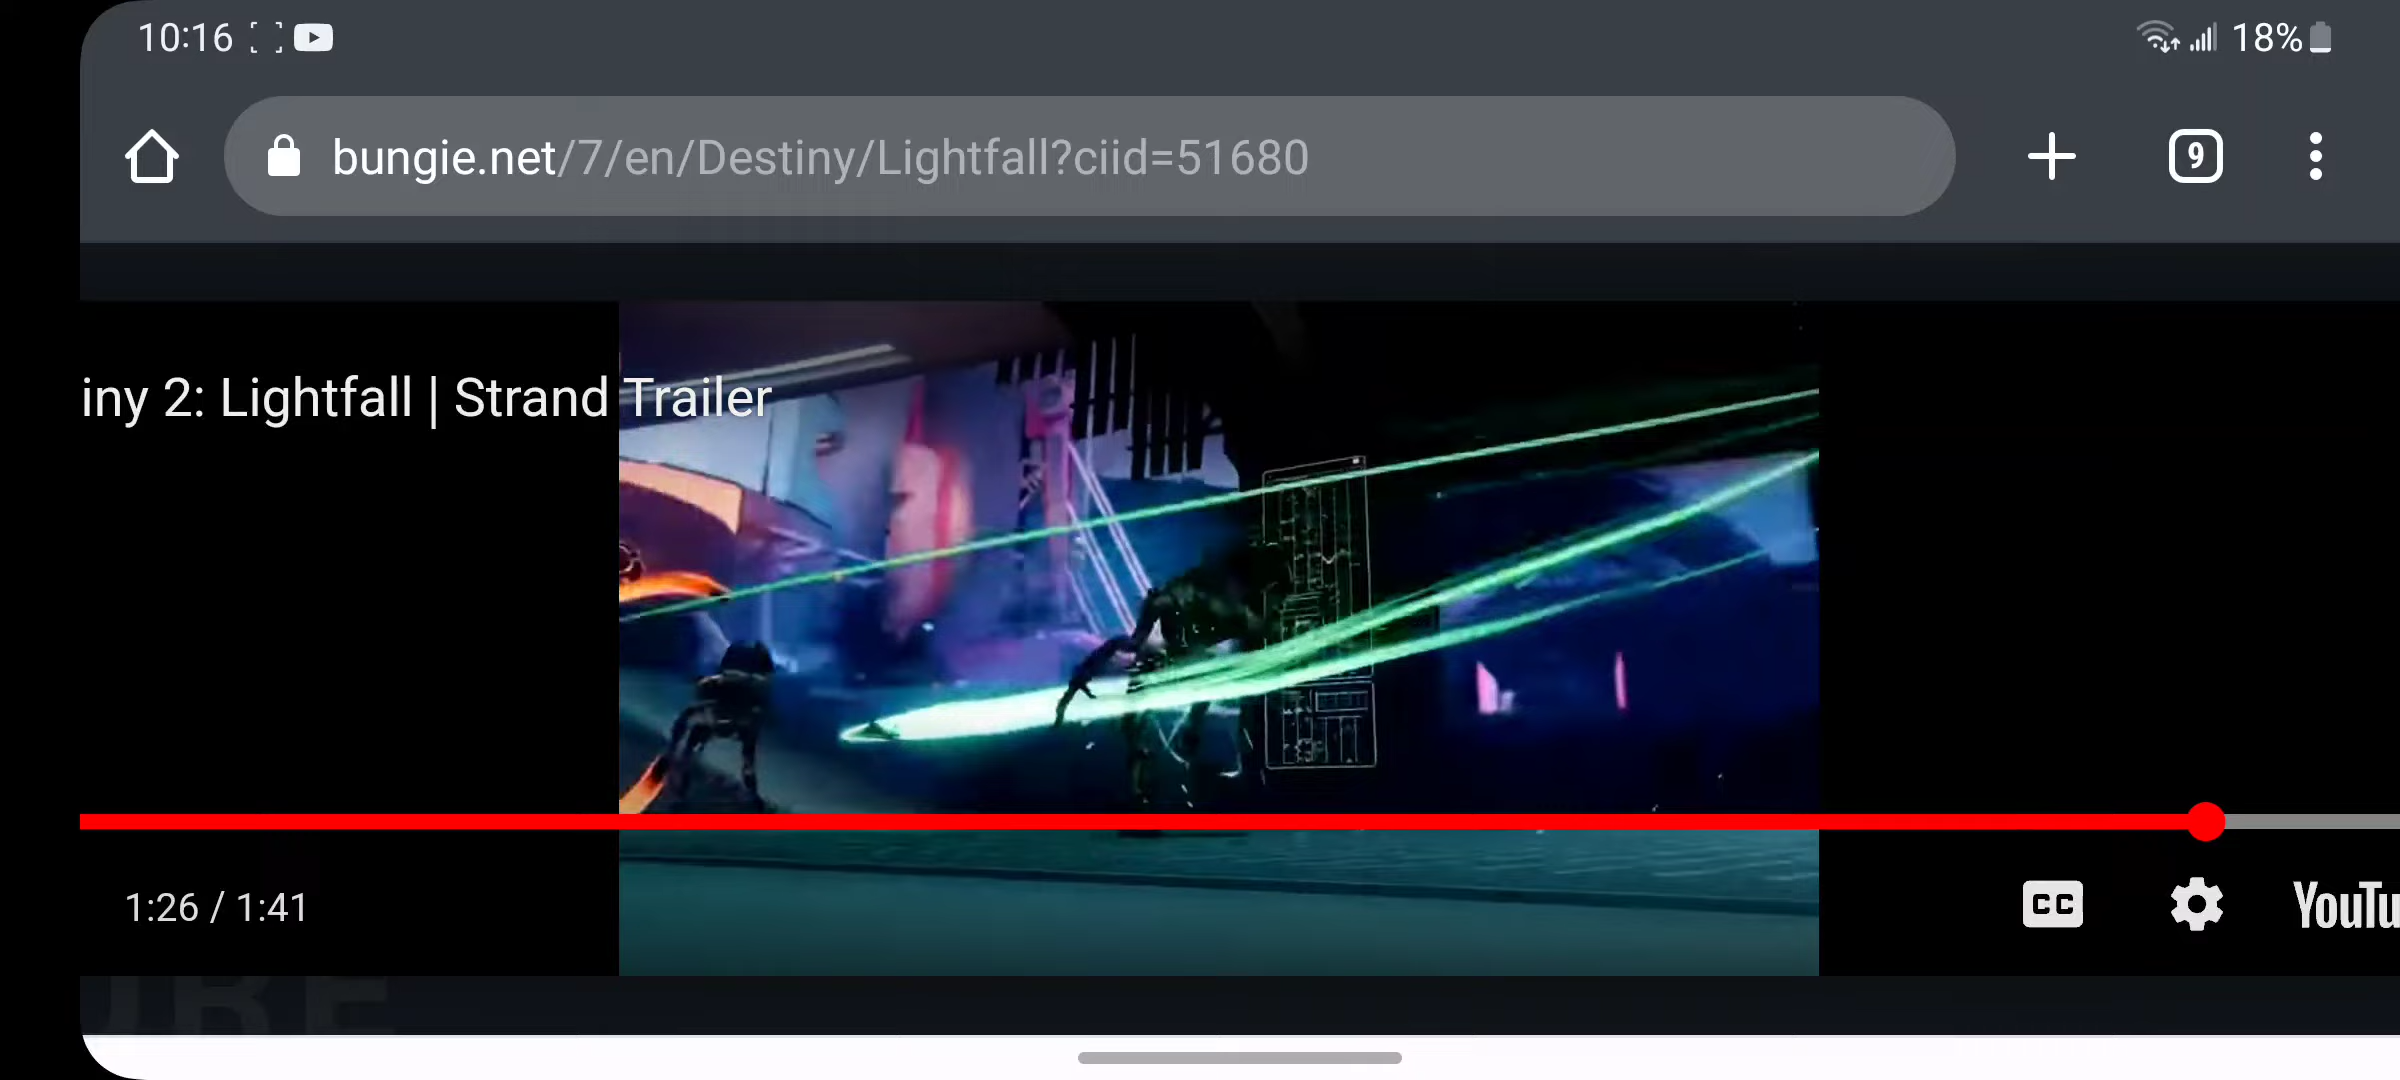 10:16
18%
bungie.net/7/en/Destiny/Lightfall?ciid=51680
9
iny 2: Lightfall | Strand Trailer
1:26 / 1:41
CC
YouTu
URE